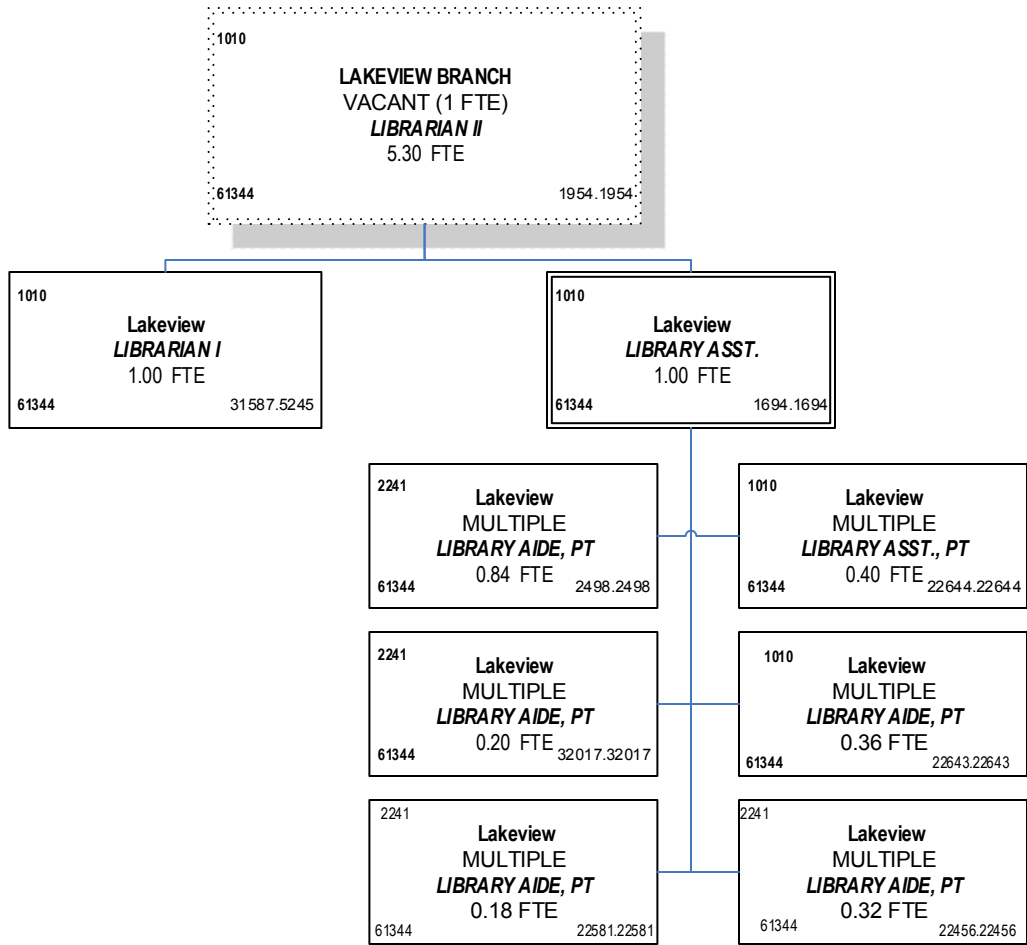 1010
LAKEVIEW BRANCH
VACANT (1 FTE)
LIBRARIAN II
5.30 FTE
61344 1954.1954
1010
Lakeview
LIBRARIAN I
1.00 FTE
61344 31587.5245
1010
Lakeview
LIBRARY ASST.
1.00 FTE
61344 1694.1694
2241
Lakeview
MULTIPLE
LIBRARY AIDE, PT
0.84 FTE
61344 2498.2498
1010
Lakeview
MULTIPLE
LIBRARY ASST., PT
0.40 FTE
61344 22644.22644
2241
Lakeview
MULTIPLE
LIBRARY AIDE, PT
0.20 FTE
61344 32017.32017
1010
Lakeview
MULTIPLE
LIBRARY AIDE, PT
0.36 FTE
61344 22643.22643
2241
Lakeview
MULTIPLE
LIBRARY AIDE, PT
0.18 FTE
61344 22581.22581
2241
Lakeview
MULTIPLE
LIBRARY AIDE, PT
0.32 FTE
61344 22456.22456